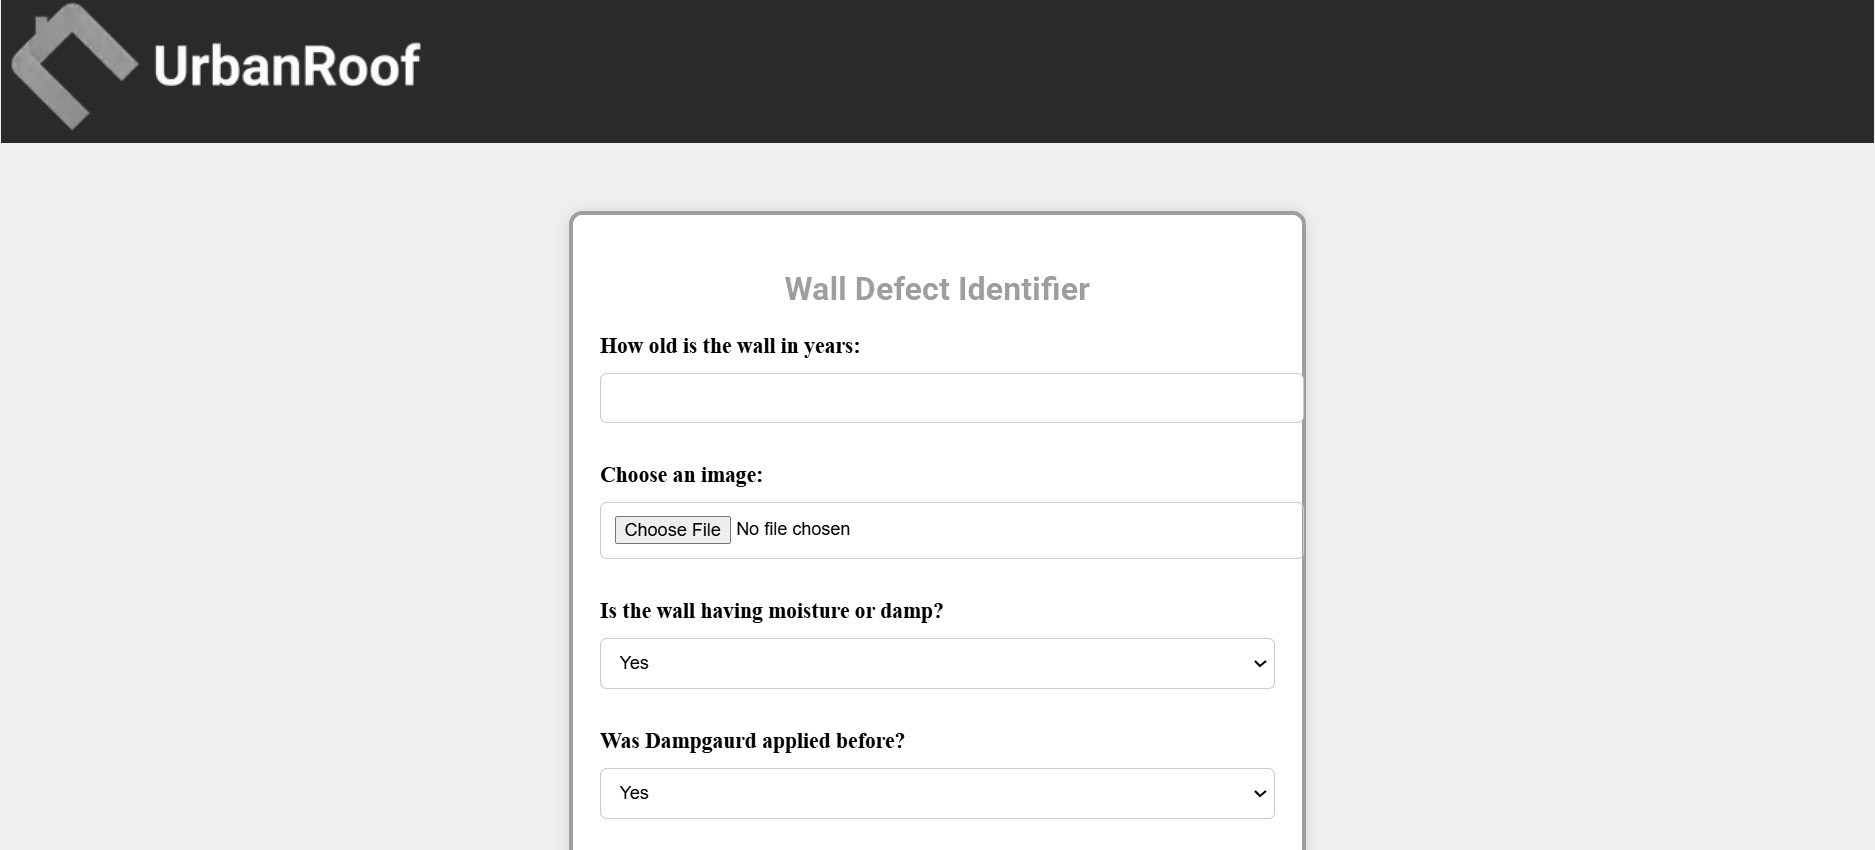 UrbanRoof
Wall Defect Identifier
How old is the wall in years:
Choose an image:
Choose File No file chosen
Is the wall having moisture or damp?
Yes
Was Dampgaurd applied before?
Yes